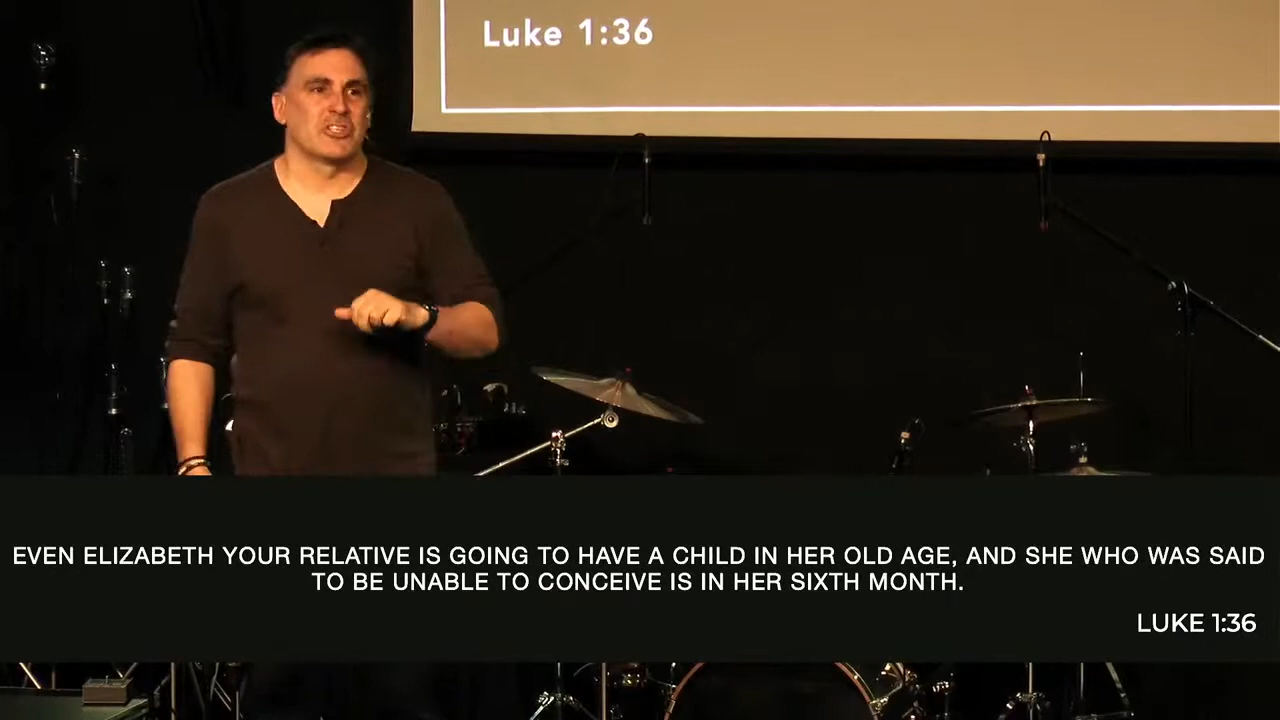 Luke 1:36
EVEN ELIZABETH YOUR RELATIVE IS GOING TO HAVE A CHILD IN HER OLD AGE, AND SHE WHO WAS SAID
TO BE UNABLE TO CONCEIVE IS IN HER SIXTH MONTH.
LUKE 1:36